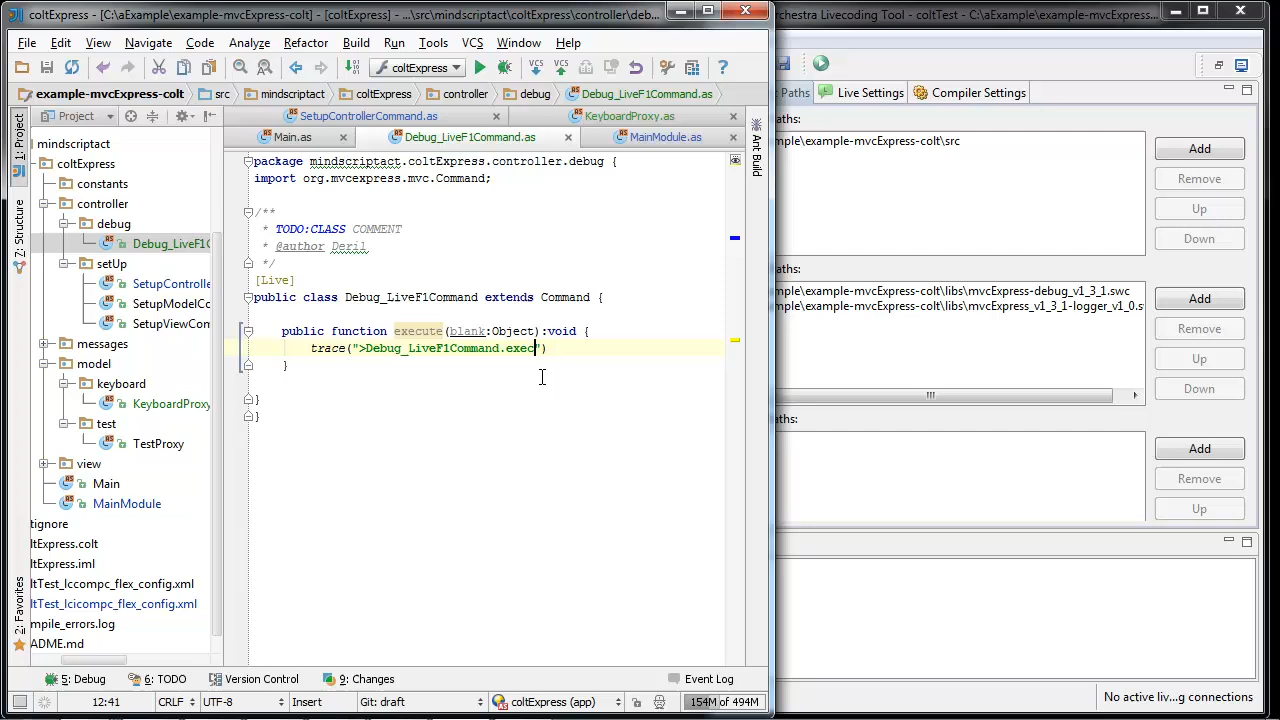 coltExpress - [C:\aExample\example-mvcExpress-colt] - [coltExpress] - ...\src\mindscriptact\coltExpress\controller\deb...
File Edit View Navigate Code Analyze Refactor Build Run Tools VCS Window Help
coltExpress
example-mvcExpress-colt src mindscriptact coltExpress controller debug Debug_LiveF1Command.as
1: Project
Z: Structure
2: Favorites
Project
mindscriptact
coltExpress
constants
controller
debug
Debug_LiveF1C
setUp
SetupControlle
SetupModelCo
SetupViewCom
messages
model
keyboard
KeyboardProxy
test
TestProxy
view
Main
MainModule
tignore
ltExpress.colt
ltExpress.iml
ltTest_lccompc_flex_config.xml
ltTest_lcicompc_flex_config.xml
mpile_errors.log
ADME.md
SetupControllerCommand.as KeyboardProxy.as
Main.as Debug_LiveF1Command.as MainModule.as
package mindscriptact.coltExpress.controller.debug {
import org.mvcexpress.mvc.Command;
/**
* TODO:CLASS COMMENT
* @author Deril
*/
[Live]
public class Debug_LiveF1Command extends Command {
public function execute(blank:Object):void {
trace(">Debug_LiveF1Command.exec")
}
}
}
Ant Build
5: Debug 6: TODO Version Control 9: Changes Event Log
12:41 CRLF UTF-8 Insert Git: draft coltExpress (app) 154M of 494M
rchestra Livecoding Tool - coltTest - C:\aExample\example-mvcExpress...
Paths Live Settings Compiler Settings
aths:
mple\example-mvcExpress-colt\src
Add
Remove
Up
Down
aths:
mple\example-mvcExpress-colt\libs\mvcExpress-debug_v1_3_1.swc
mple\example-mvcExpress-colt\libs\mvcExpress_v1_3_1-logger_v1_0.sw
Add
Remove
Up
Down
aths:
Add
Remove
Up
No active liv...g connections